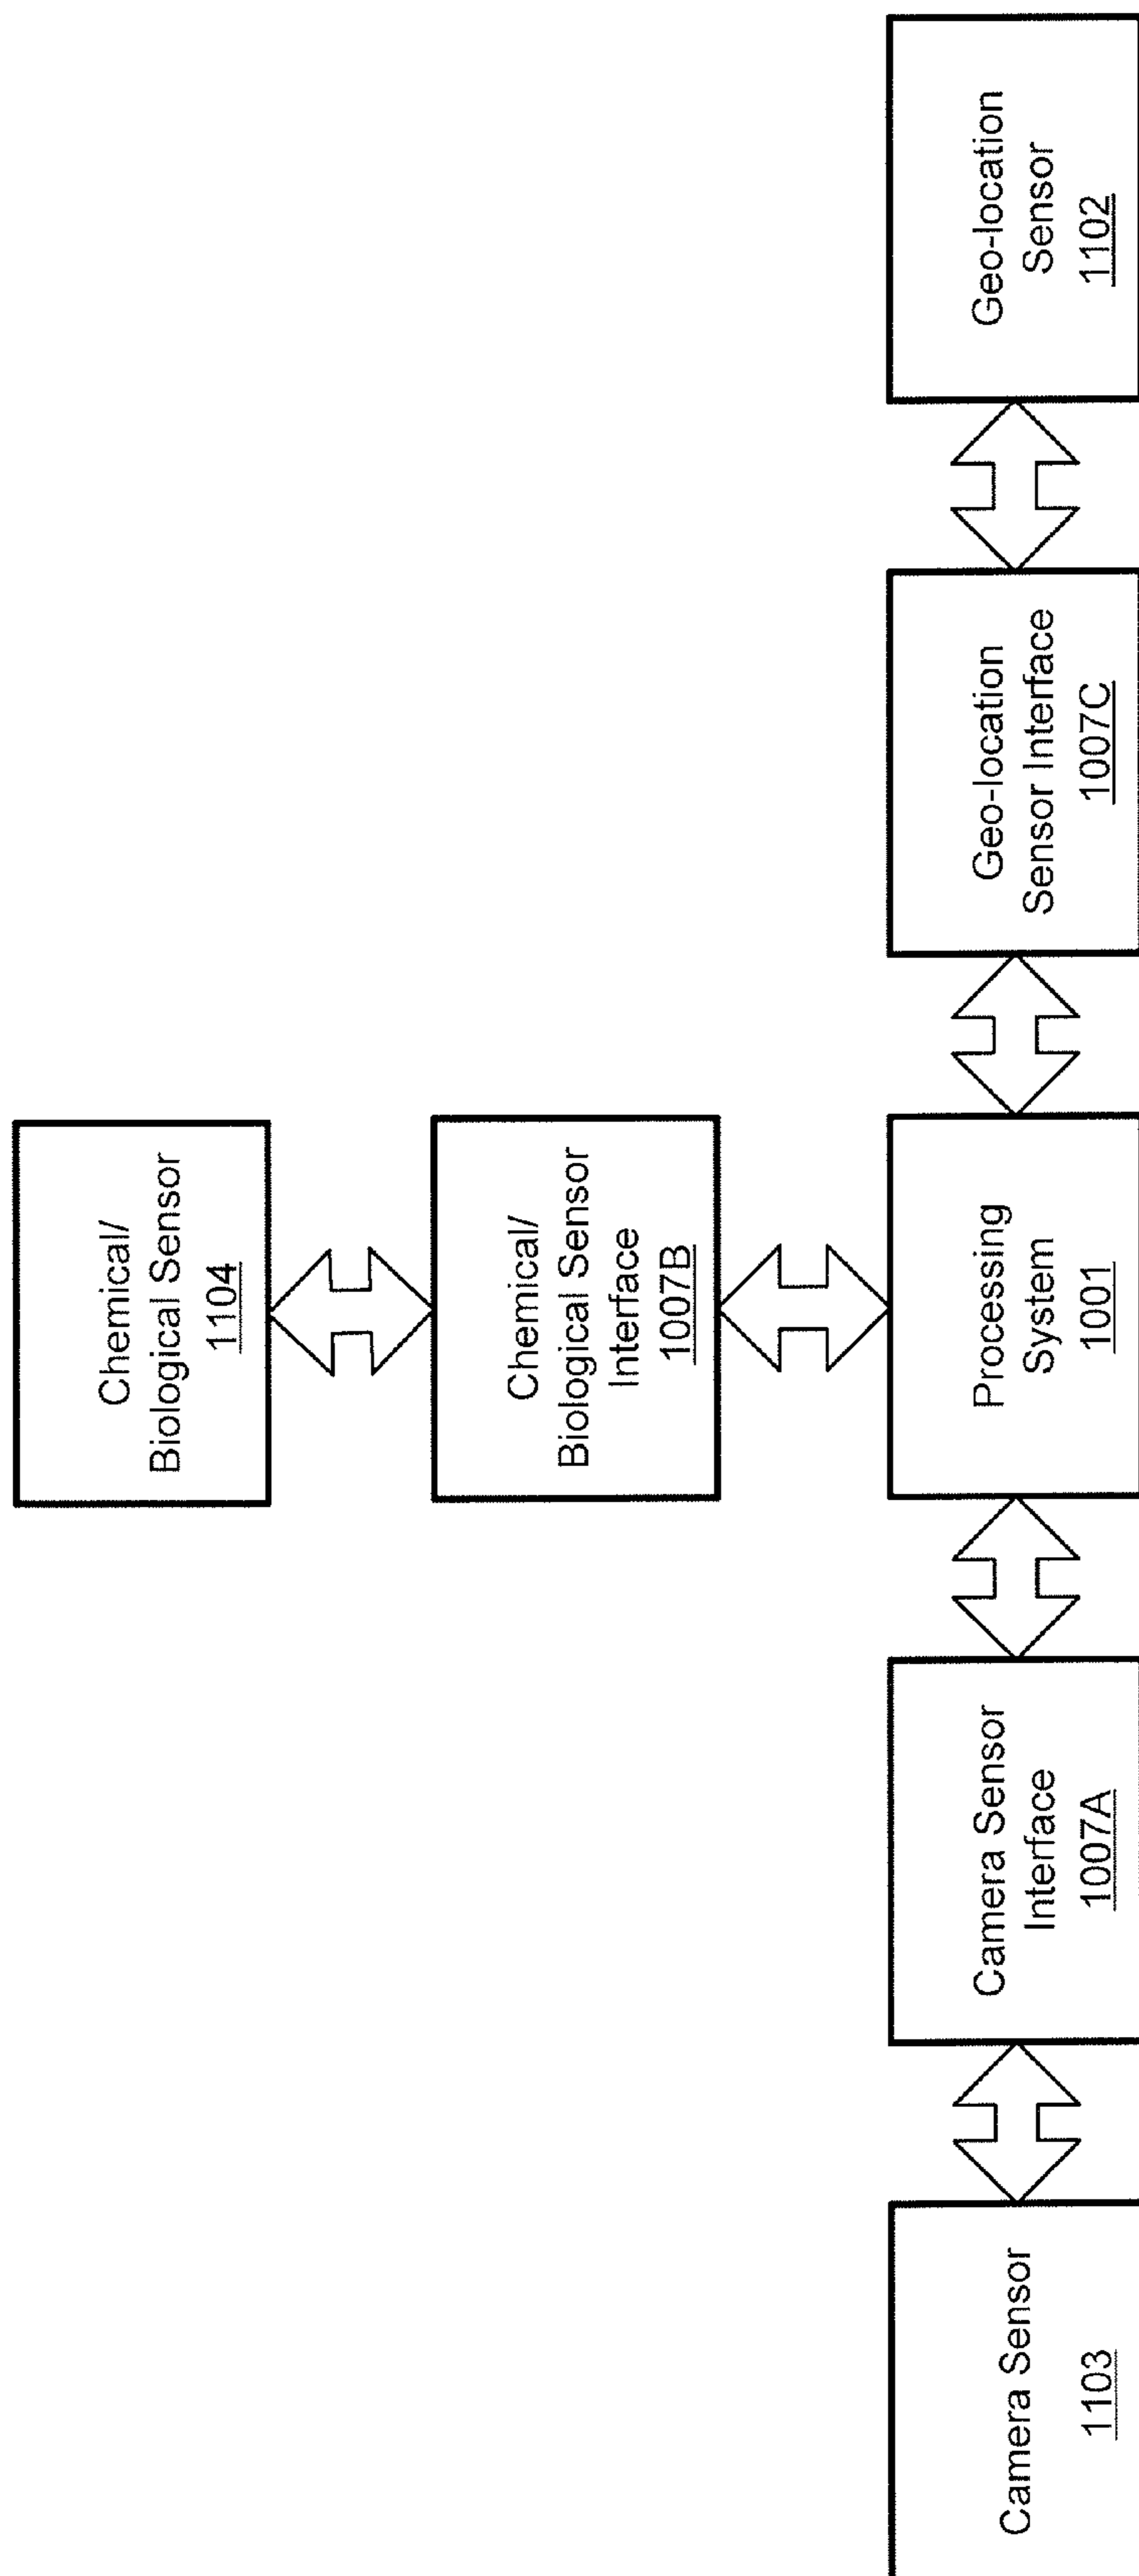 Chemical/
Biological Sensor
1104
Chemical/
Biological Sensor
Interface
1007B
Camera Sensor
1103
Camera Sensor
Interface
1007A
Processing
System
1001
Geo-location
Sensor Interface
1007C
Geo-location
Sensor
1102